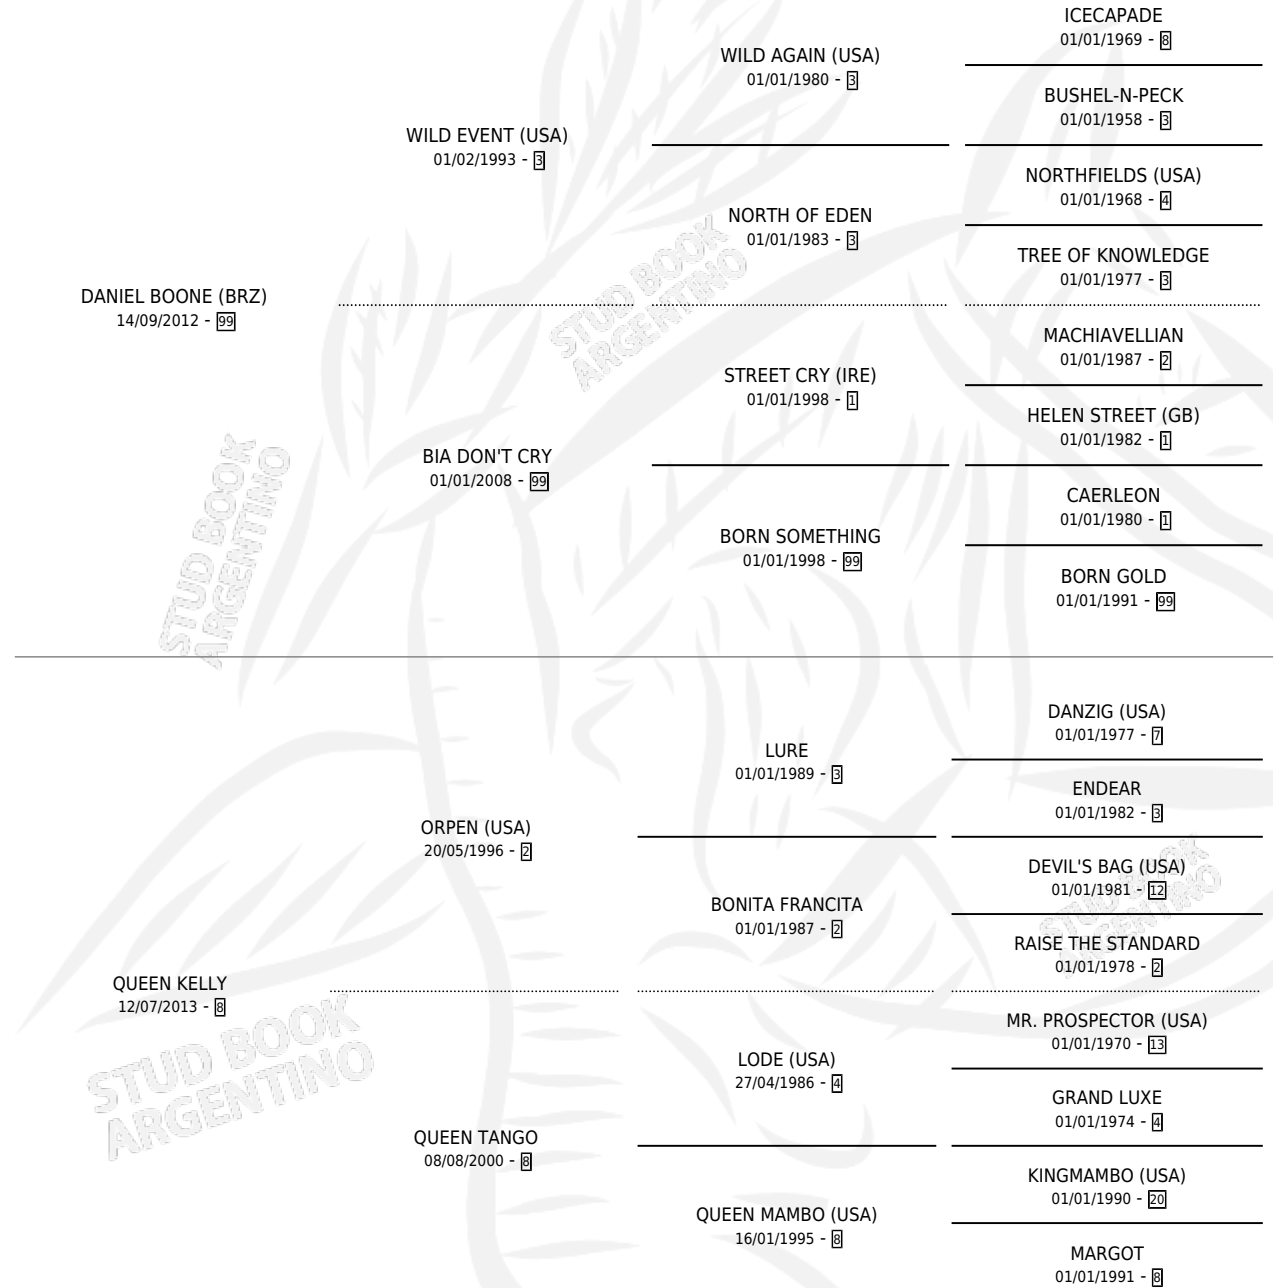 ICECAPADE
01/01/1969 - 8
WILD AGAIN (USA)
01/01/1980 - 3
BUSHEL-N-PECK
01/01/1958 - 3
WILD EVENT (USA)
01/02/1993 - 3
NORTHFIELDS (USA)
01/01/1968 - 4
NORTH OF EDEN
01/01/1983 - 3
TREE OF KNOWLEDGE
01/01/1977 - 3
DANIEL BOONE (BRZ)
14/09/2012 - 99
STUD BOOK
ARGENTINO
MACHIAVELLIAN
01/01/1987 - 2
STREET CRY (IRE)
01/01/1998 - 1
HELEN STREET (GB)
01/01/1982 - 1
BIA DON'T CRY
01/01/2008 - 99
CAERLEON
01/01/1980 - 1
BORN SOMETHING
01/01/1998 - 99
BORN GOLD
01/01/1991 - 99
STUD BOOK
ARGENTINO
DANZIG (USA)
01/01/1977 - 7
LURE
01/01/1989 - 3
ENDEAR
01/01/1982 - 3
ORPEN (USA)
20/05/1996 - 2
DEVIL'S BAG (USA)
01/01/1981 - 12
BONITA FRANCITA
01/01/1987 - 2
STUD BOOK
ARGENTINO
RAISE THE STANDARD
01/01/1978 - 2
QUEEN KELLY
12/07/2013 - 8
MR. PROSPECTOR (USA)
01/01/1970 - 13
LODE (USA)
27/04/1986 - 4
GRAND LUXE
01/01/1974 - 4
STUD BOOK
ARGENTINO
QUEEN TANGO
08/08/2000 - 8
KINGMAMBO (USA)
01/01/1990 - 20
QUEEN MAMBO (USA)
16/01/1995 - 8
MARGOT
01/01/1991 - 8